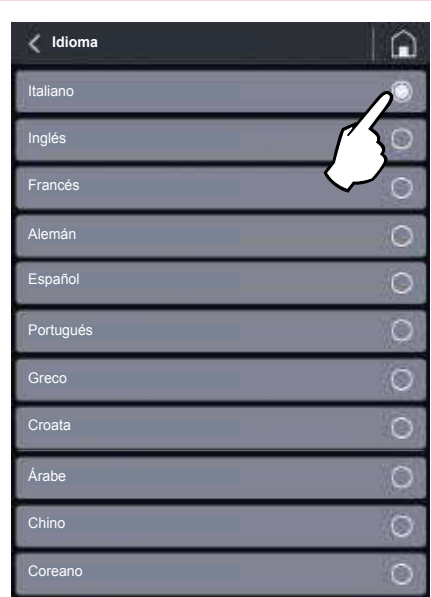 Idioma
Italiano
Inglés
Francés
Alemán
Español
Portugués
Greco
Croata
Árabe
Chino
Coreano